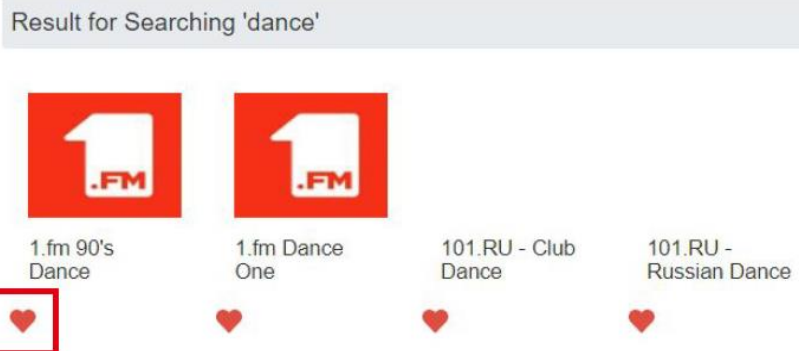 Result for Searching 'dance'
1 .FM
1 .FM
1.fm 90's
Dance
1.fm Dance
One
101.RU - Club
Dance
101.RU -
Russian Dance